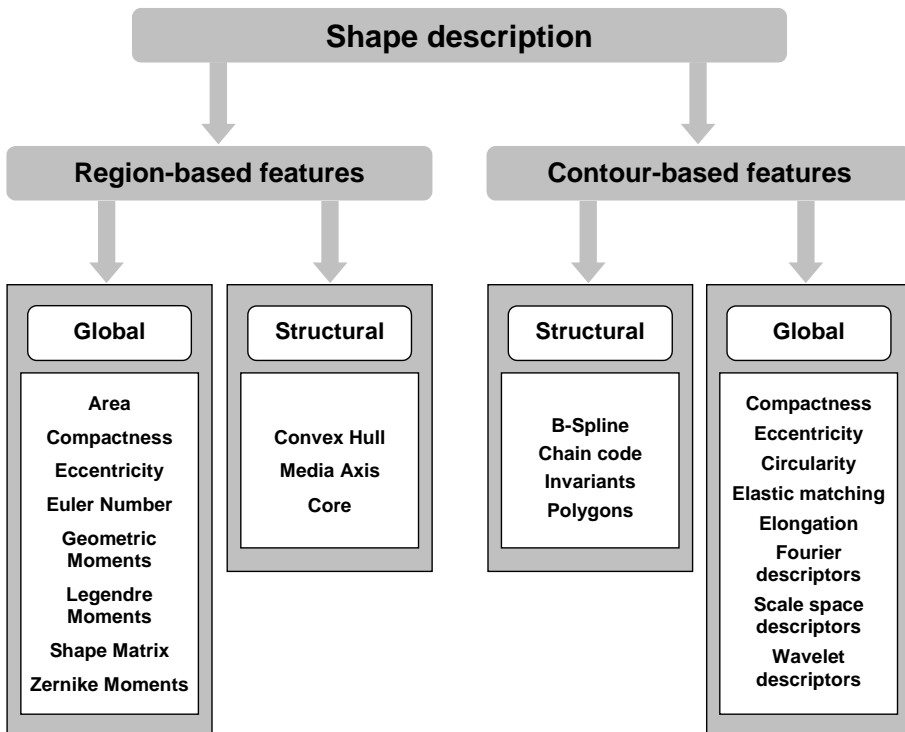 Shape description
Region-based features
Contour-based features
Global
Area
Compactness
Eccentricity
Euler Number
Geometric
Moments
Legendre
Moments
Shape Matrix
Zernike Moments
Structural
Convex Hull
Media Axis
Core
Structural
B-Spline
Chain code
Invariants
Polygons
Global
Compactness
Eccentricity
Circularity
Elastic matching
Elongation
Fourier
descriptors
Scale space
descriptors
Wavelet
descriptors